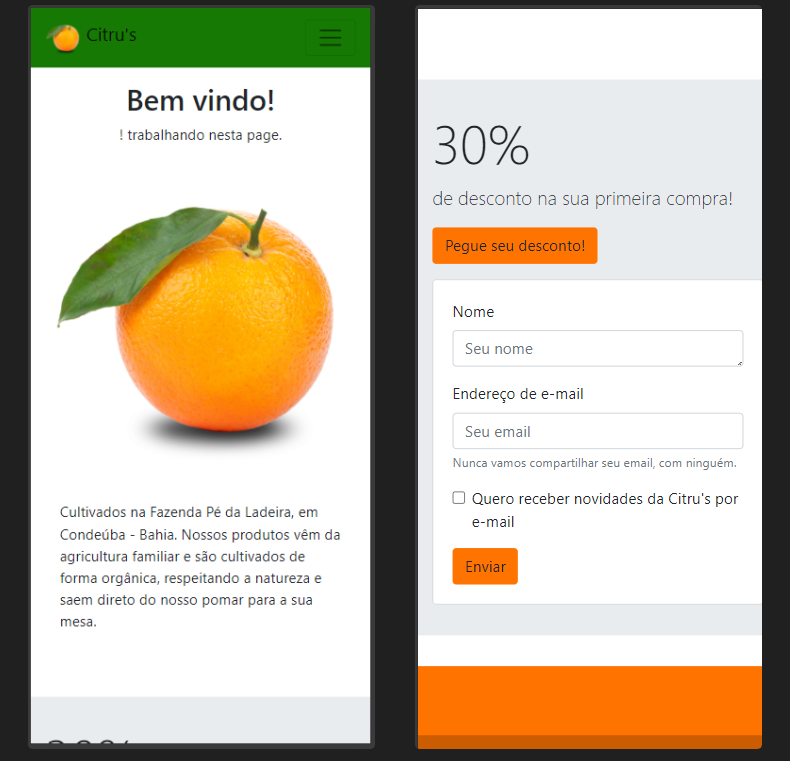 Citru's
Bem vindo!
! trabalhando nesta page.
Cultivados na Fazenda Pé da Ladeira, em
Condeúba - Bahia. Nossos produtos vêm da
agricultura familiar e são cultivados de
forma orgânica, respeitando a natureza e
saem direto do nosso pomar para a sua
mesa.
30%
de desconto na sua primeira compra!
Pegue seu desconto!
Nome
Seu nome
Endereço de e-mail
Seu email
Nunca vamos compartilhar seu email, com ninguém.
Quero receber novidades da Citru's por
e-mail
Enviar